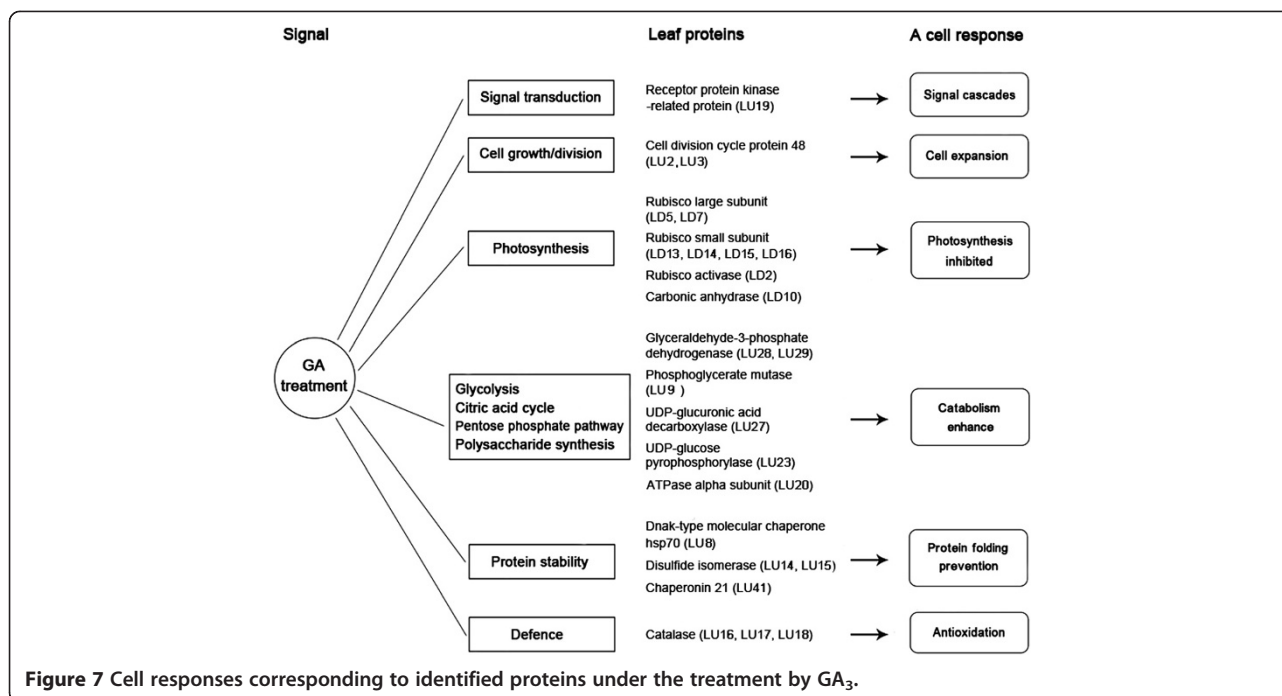 Signal
Leaf proteins
A cell response
Signal transduction
Receptor protein kinase
-related protein (LU19)
Signal cascades
Cell growth/division
Cell division cycle protein 48
(LU2, LU3)
Cell expansion
Photosynthesis
Rubisco large subunit
(LD5, LD7)
Rubisco small subunit
(LD13, LD14, LD15, LD16)
Rubisco activase (LD2)
Carbonic anhydrase (LD10)
Photosynthesis
inhibited
GA
treatment
Glycolysis
Citric acid cycle
Pentose phosphate pathway
Polysaccharide synthesis
Glyceraldehyde-3-phosphate
dehydrogenase (LU28, LU29)
Phosphoglycerate mutase
(LU9 )
UDP-glucuronic acid
decarboxylase (LU27)
UDP-glucose
pyrophosphorylase (LU23)
ATPase alpha subunit (LU20)
Catabolism
enhance
Protein stability
Dnak-type molecular chaperone
hsp70 (LU8)
Disulfide isomerase (LU14, LU15)
Chaperonin 21 (LU41)
Protein folding
prevention
Defence
Catalase (LU16, LU17, LU18)
Antioxidation
Figure 7 Cell responses corresponding to identified proteins under the treatment by GA₃.